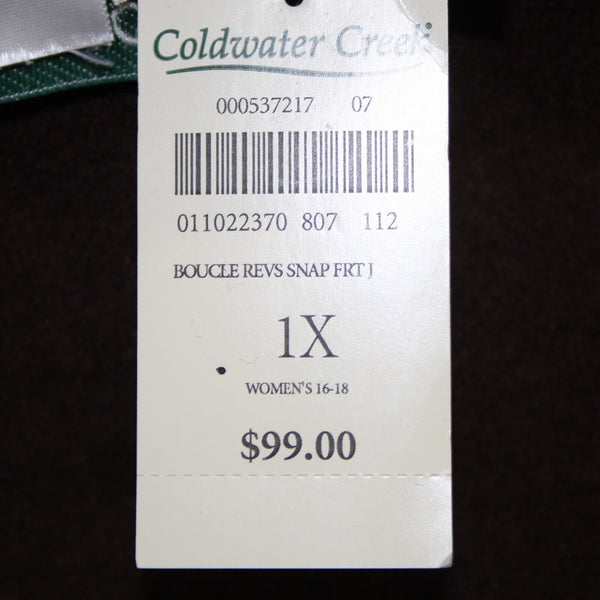 Coldwater Creek
000537217 07
011022370 807 112
BOUCLE REVS SNAP FRT J
1X
WOMEN'S 16-18
$99.00